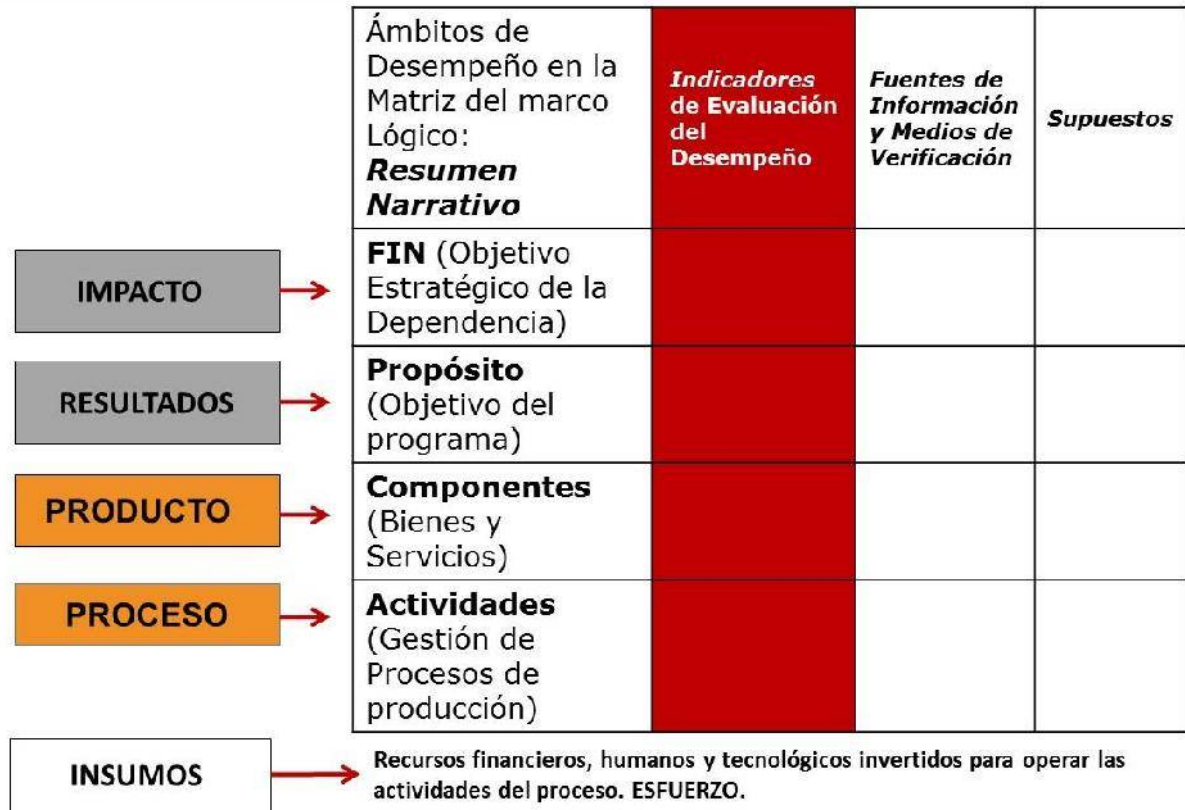 Ámbitos de
Desempeño en la
Matriz del marco
Lógico:
Resumen
Narrativo
Indicadores
de Evaluación
del
Desempeño
Fuentes de
Información
y Medios de
Verificación
Supuestos
IMPACTO
FIN (Objetivo
Estratégico de la
Dependencia)
RESULTADOS
Propósito
(Objetivo del
programa)
PRODUCTO
Componentes
(Bienes y
Servicios)
PROCESO
Actividades
(Gestión de
Procesos de
producción)
INSUMOS
Recursos financieros, humanos y tecnológicos invertidos para operar las
actividades del proceso. ESFUERZO.